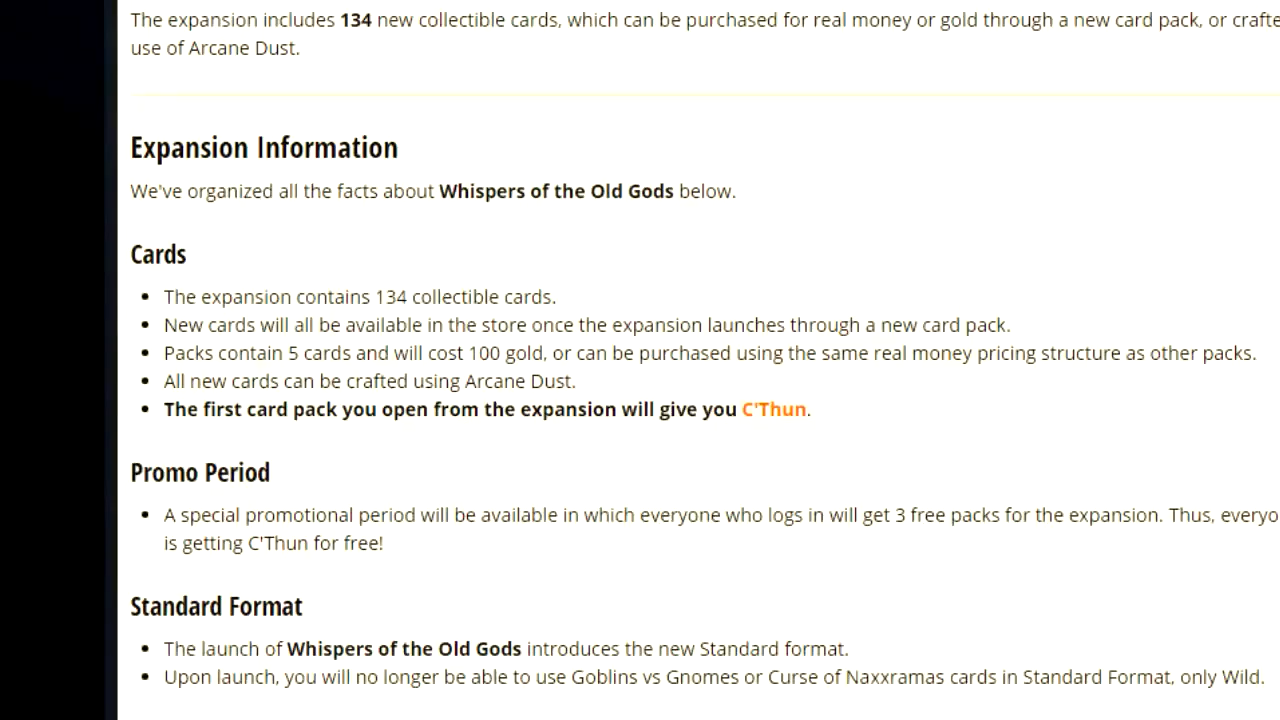 The expansion includes 134 new collectible cards, which can be purchased for real money or gold through a new card pack, or crafte
use of Arcane Dust.
Expansion Information
We've organized all the facts about Whispers of the Old Gods below.
Cards
The expansion contains 134 collectible cards.
New cards will all be available in the store once the expansion launches through a new card pack.
Packs contain 5 cards and will cost 100 gold, or can be purchased using the same real money pricing structure as other packs.
All new cards can be crafted using Arcane Dust.
The first card pack you open from the expansion will give you C'Thun.
Promo Period
A special promotional period will be available in which everyone who logs in will get 3 free packs for the expansion. Thus, everyo
is getting C'Thun for free!
Standard Format
The launch of Whispers of the Old Gods introduces the new Standard format.
Upon launch, you will no longer be able to use Goblins vs Gnomes or Curse of Naxxramas cards in Standard Format, only Wild.